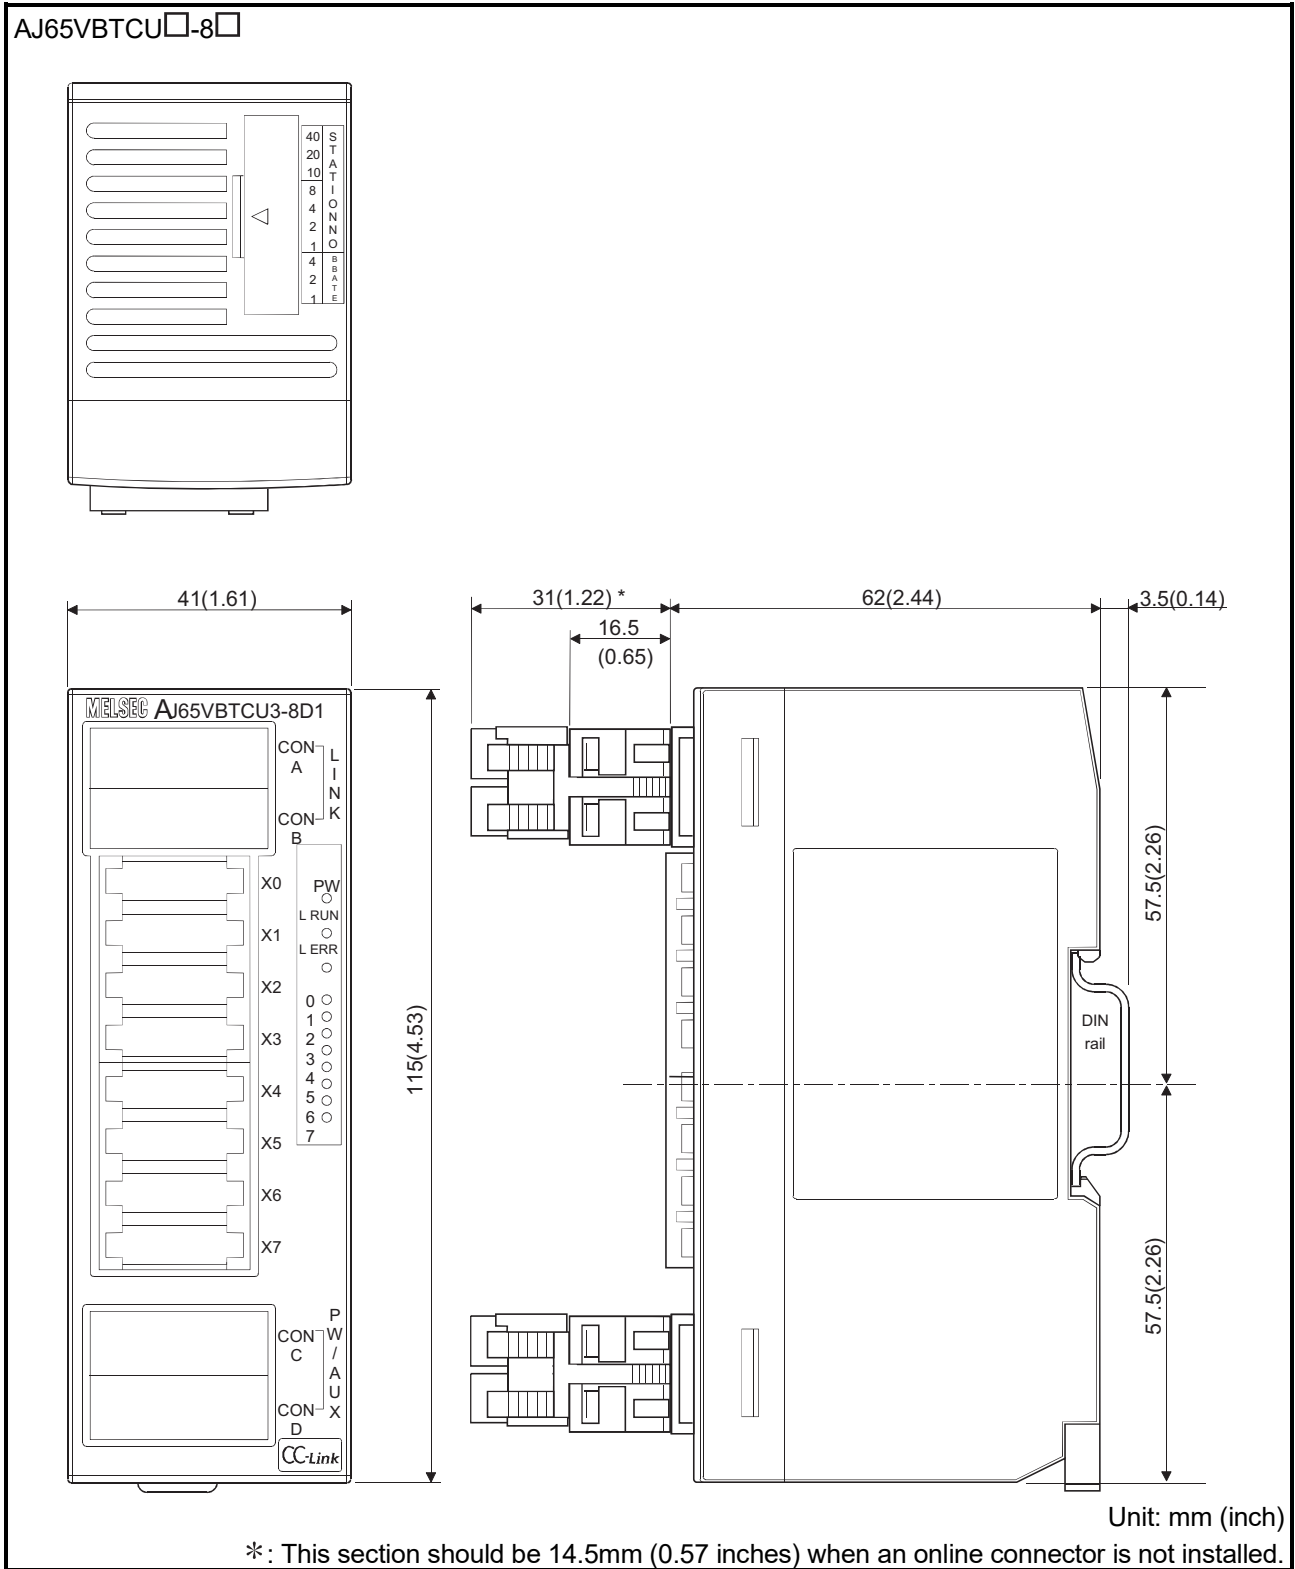 AJ65VBTCU□-8□
40
20
10
8
4
2
1
4
2
1
STATIONNO
BBATE
41(1.61)
31(1.22) *
16.5
(0.65)
62(2.44)
3.5(0.14)
MELSEC AJ65VBTCU3-8D1
CON
A
CON
B
LINK
X0
X1
X2
X3
X4
X5
X6
X7
PW
L RUN
L ERR
0
1
2
3
4
5
6
7
115(4.53)
57.5(2.26)
DIN
rail
57.5(2.26)
CON
C
CON
D
PW/AUX
CC-Link
Unit: mm (inch)
*: This section should be 14.5mm (0.57 inches) when an online connector is not installed.